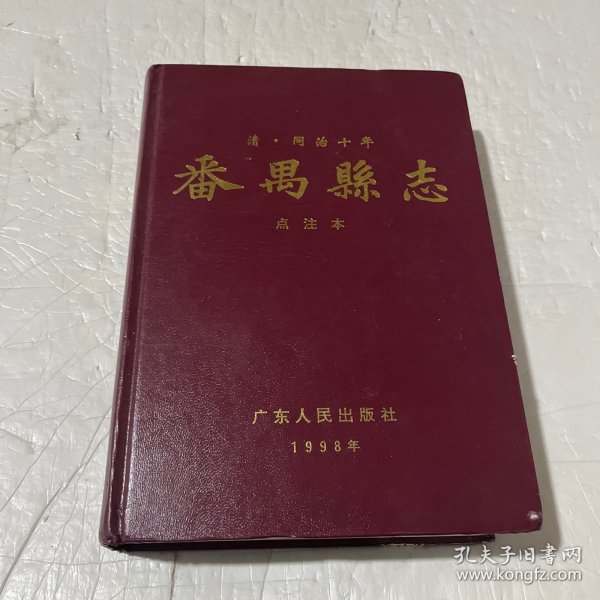 清·同治十年
番禺縣志
点注本
广东人民出版社
1998年
孔夫子旧书网
www.kongfz.com